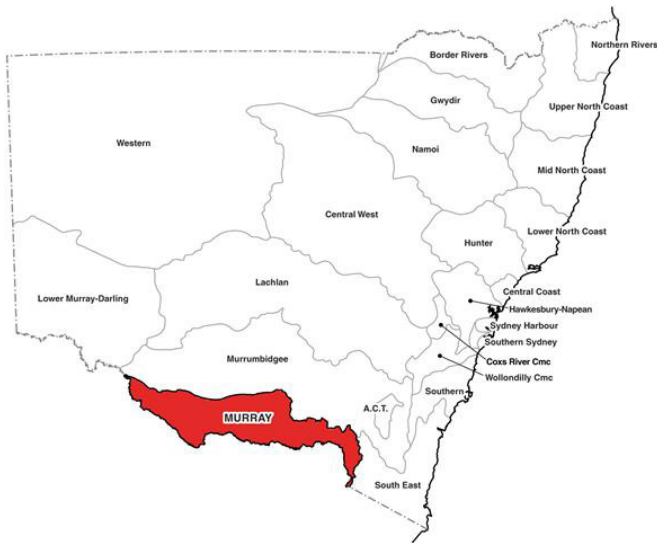 Northern Rivers
Border Rivers
Gwydir
Upper North Coast
Western
Namoi
Mid North Coast
Central West
Lower North Coast
Hunter
Lachlan
Central Coast
Lower Murray-Darling
Hawkesbury-Napean
Sydney Harbour
Southern Sydney
Murrumbidgee
Coxs River Cmc
Wollondilly Cmc
Southern
A.C.T.
MURRAY
South East